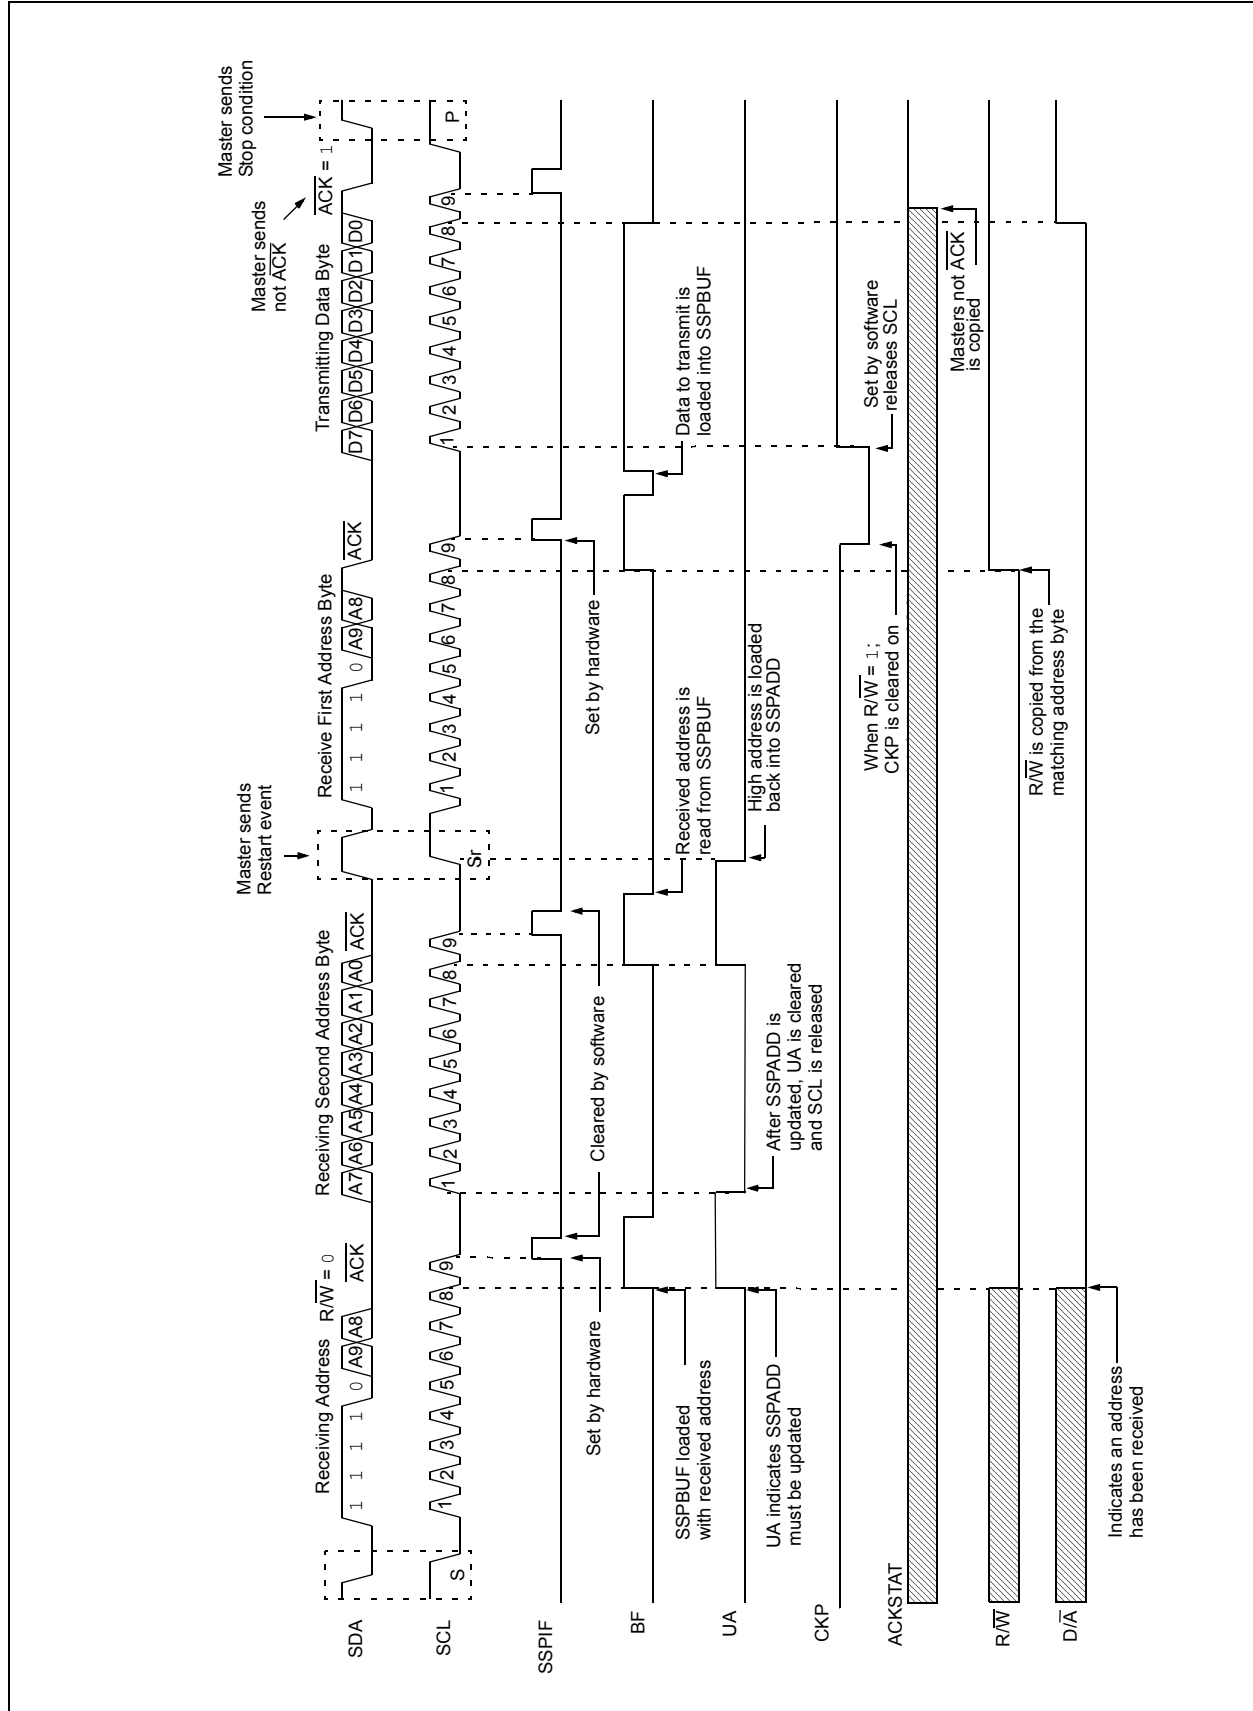 Master sends
Stop condition
Master sends
not A̅C̅K̅
Master sends
Restart event
Receiving Address R/W̅ = 0
Receiving Second Address Byte
Receive First Address Byte
Transmitting Data Byte
A̅C̅K̅ = 1
SDA
1 1 1 1 0 A9 A8 A̅C̅K̅
A7 A6 A5 A4 A3 A2 A1 A0 A̅C̅K̅
1 1 1 1 0 A9 A8 A̅C̅K̅
D7 D6 D5 D4 D3 D2 D1 D0
SCL
S
1 2 3 4 5 6 7 8 9
1 2 3 4 5 6 7 8 9
Sr
1 2 3 4 5 6 7 8 9
1 2 3 4 5 6 7 8 9
P
SSPIF
Set by hardware
Cleared by software
Set by hardware
BF
SSPBUF loaded
with received address
Received address is
read from SSPBUF
Data to transmit is
loaded into SSPBUF
UA
UA indicates SSPADD
must be updated
After SSPADD is
updated, UA is cleared
and SCL is released
High address is loaded
back into SSPADD
CKP
When R/W̅ = 1;
CKP is cleared on
Set by software
releases SCL
ACKSTAT
Masters not A̅C̅K̅
is copied
R/W̅
R/W̅ is copied from the
matching address byte
D/A̅
Indicates an address
has been received